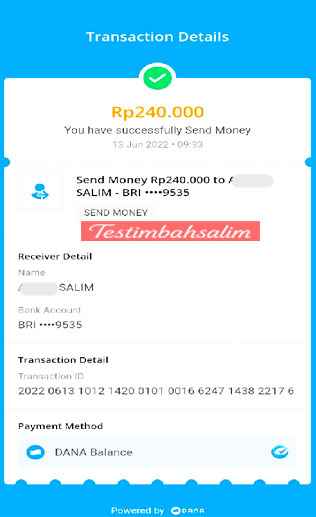 Transaction Details
Rp240.000
You have successfully Send Money
13 Jun 2022 • 09:33
Send Money Rp240.000 to A
SALIM - BRI ••••9535
SEND MONEY
Testimbahsalim
Receiver Detail
Name
A SALIM
Bank Account
BRI ••••9535
Transaction Detail
Transaction ID
2022 0613 1012 1420 0101 0016 6247 1438 2217 6
Payment Method
DANA Balance
Powered by DANA